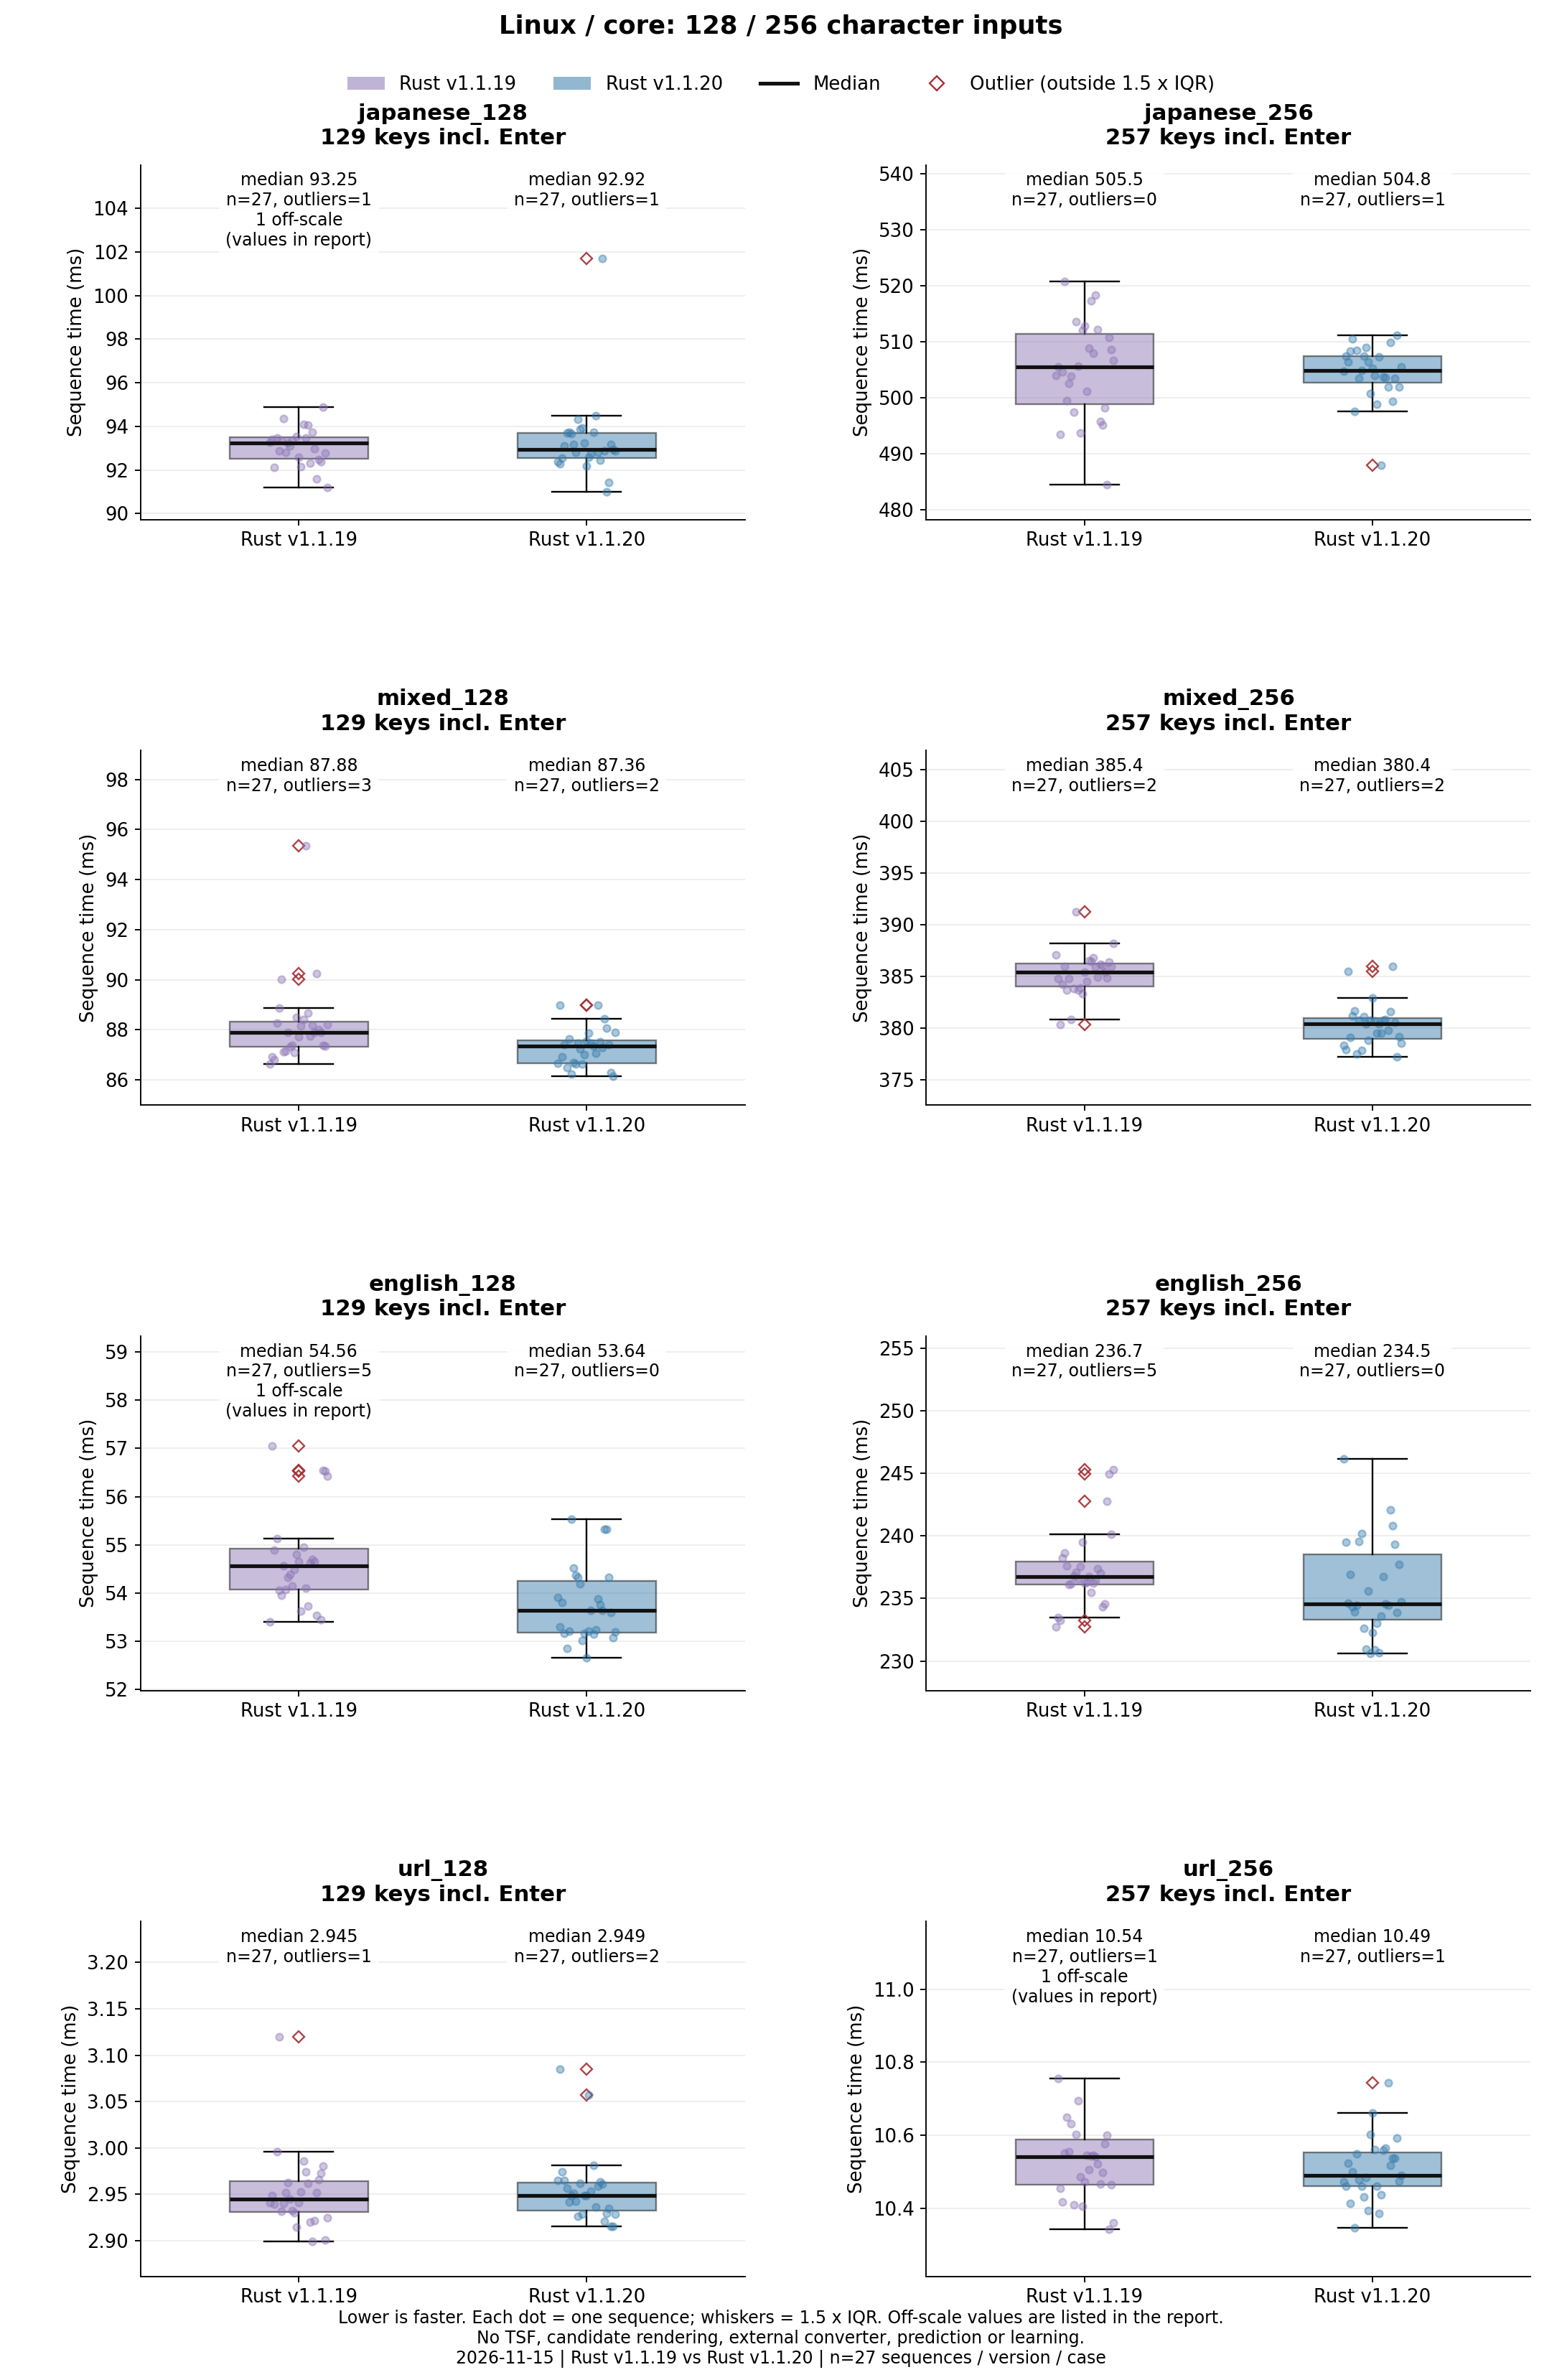 Linux / core: 128 / 256 character inputs
Rust v1.1.19 Rust v1.1.20 Median Outlier (outside 1.5 x IQR)
japanese_128
129 keys incl. Enter
median 93.25
n=27, outliers=1
1 off-scale
(values in report)
median 92.92
n=27, outliers=1
Sequence time (ms)
104
102
100
98
96
94
92
90
Rust v1.1.19 Rust v1.1.20
japanese_256
257 keys incl. Enter
median 505.5
n=27, outliers=0
median 504.8
n=27, outliers=1
Sequence time (ms)
540
530
520
510
500
490
480
Rust v1.1.19 Rust v1.1.20
mixed_128
129 keys incl. Enter
median 87.88
n=27, outliers=3
median 87.36
n=27, outliers=2
Sequence time (ms)
98
96
94
92
90
88
86
Rust v1.1.19 Rust v1.1.20
mixed_256
257 keys incl. Enter
median 385.4
n=27, outliers=2
median 380.4
n=27, outliers=2
Sequence time (ms)
405
400
395
390
385
380
375
Rust v1.1.19 Rust v1.1.20
english_128
129 keys incl. Enter
median 54.56
n=27, outliers=5
1 off-scale
(values in report)
median 53.64
n=27, outliers=0
Sequence time (ms)
59
58
57
56
55
54
53
52
Rust v1.1.19 Rust v1.1.20
english_256
257 keys incl. Enter
median 236.7
n=27, outliers=5
median 234.5
n=27, outliers=0
Sequence time (ms)
255
250
245
240
235
230
Rust v1.1.19 Rust v1.1.20
url_128
129 keys incl. Enter
median 2.945
n=27, outliers=1
median 2.949
n=27, outliers=2
Sequence time (ms)
3.20
3.15
3.10
3.05
3.00
2.95
2.90
Rust v1.1.19 Rust v1.1.20
url_256
257 keys incl. Enter
median 10.54
n=27, outliers=1
1 off-scale
(values in report)
median 10.49
n=27, outliers=1
Sequence time (ms)
11.0
10.8
10.6
10.4
Rust v1.1.19 Rust v1.1.20
Lower is faster. Each dot = one sequence; whiskers = 1.5 x IQR. Off-scale values are listed in the report.
No TSF, candidate rendering, external converter, prediction or learning.
2026-11-15 | Rust v1.1.19 vs Rust v1.1.20 | n=27 sequences / version / case